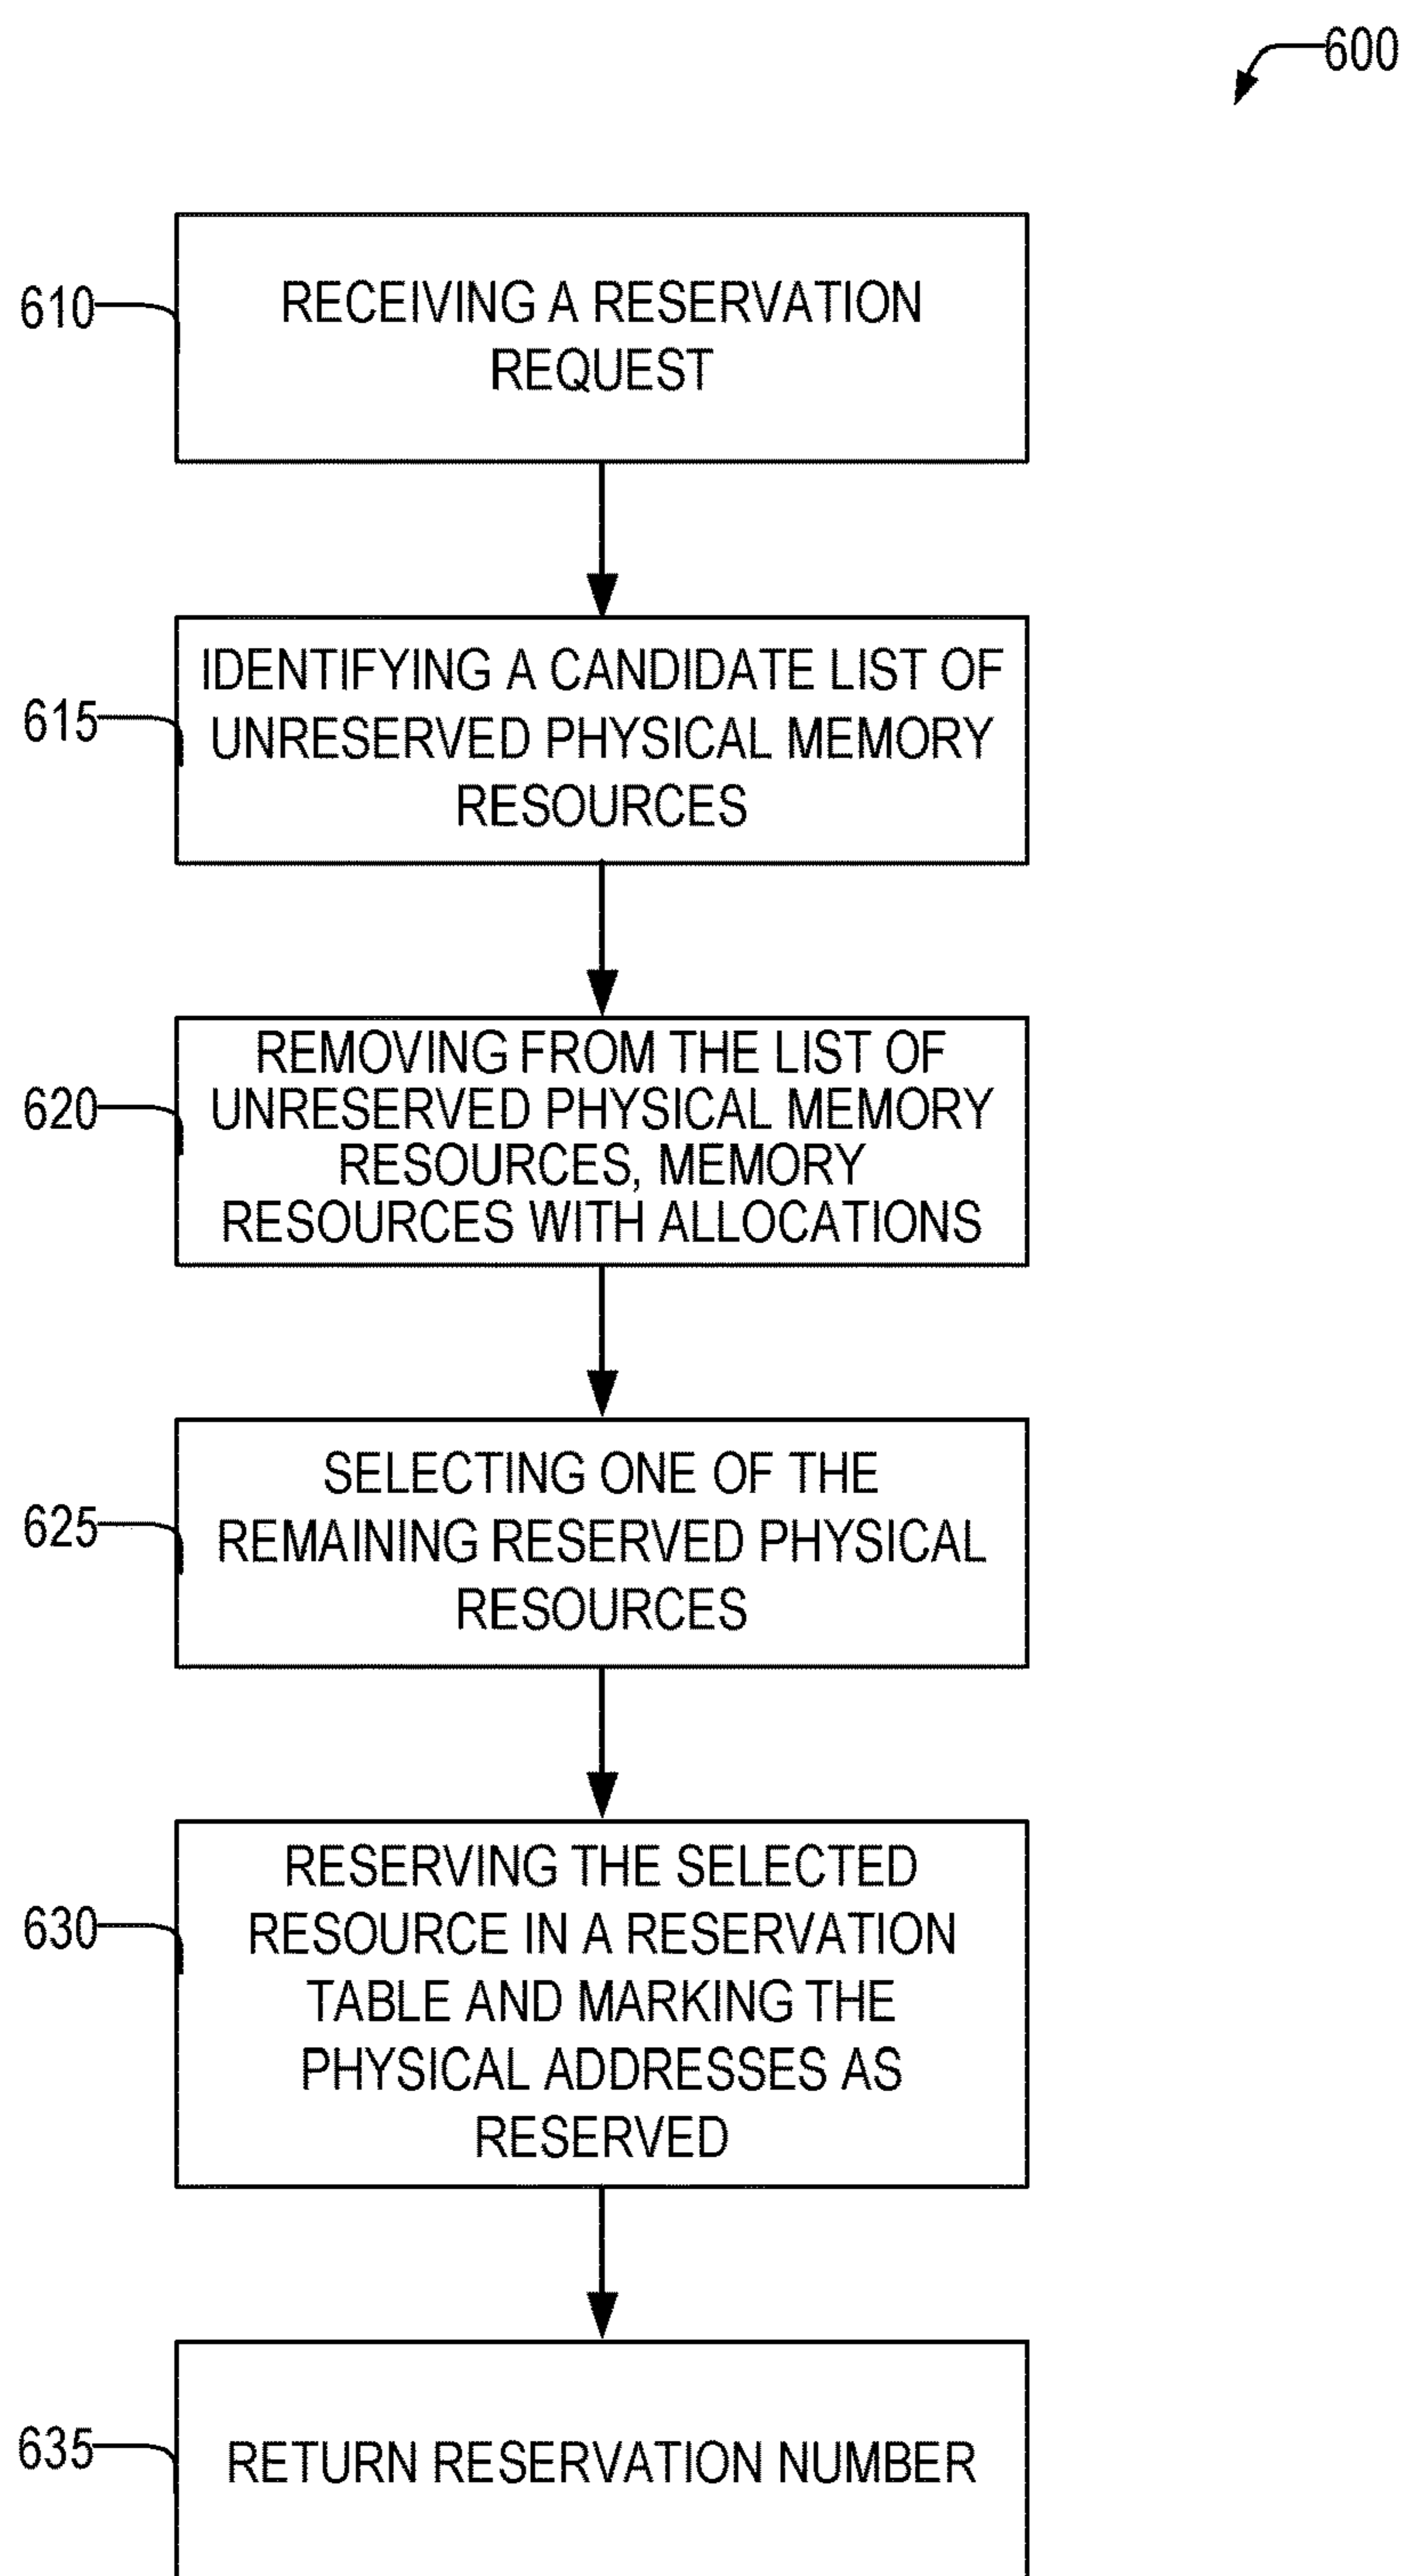 600
610
RECEIVING A RESERVATION
REQUEST
615
IDENTIFYING A CANDIDATE LIST OF
UNRESERVED PHYSICAL MEMORY
RESOURCES
620
REMOVING FROM THE LIST OF
UNRESERVED PHYSICAL MEMORY
RESOURCES, MEMORY
RESOURCES WITH ALLOCATIONS
625
SELECTING ONE OF THE
REMAINING RESERVED PHYSICAL
RESOURCES
630
RESERVING THE SELECTED
RESOURCE IN A RESERVATION
TABLE AND MARKING THE
PHYSICAL ADDRESSES AS
RESERVED
635
RETURN RESERVATION NUMBER